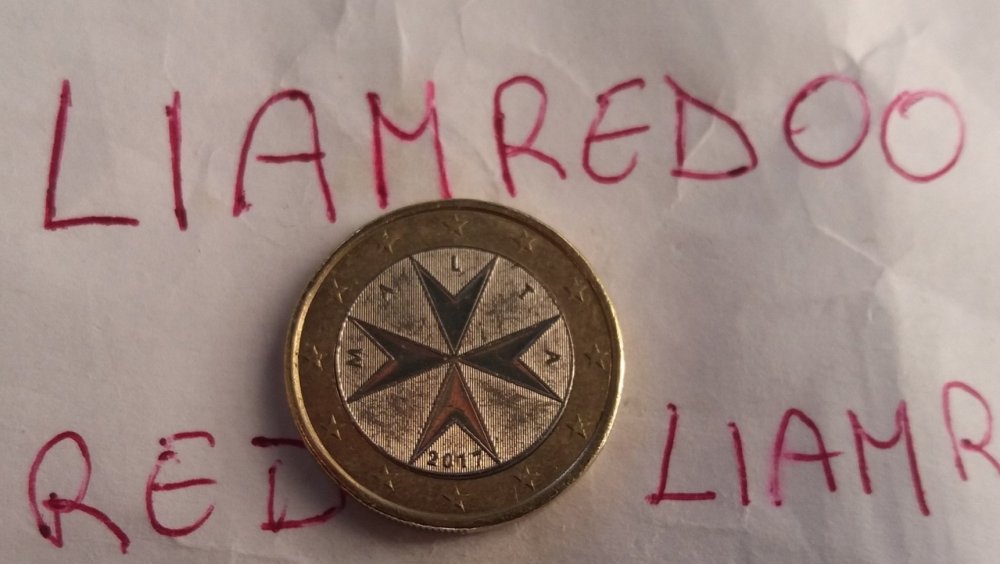 LIAMREDOO
MALTA
2017
RED LIAMR